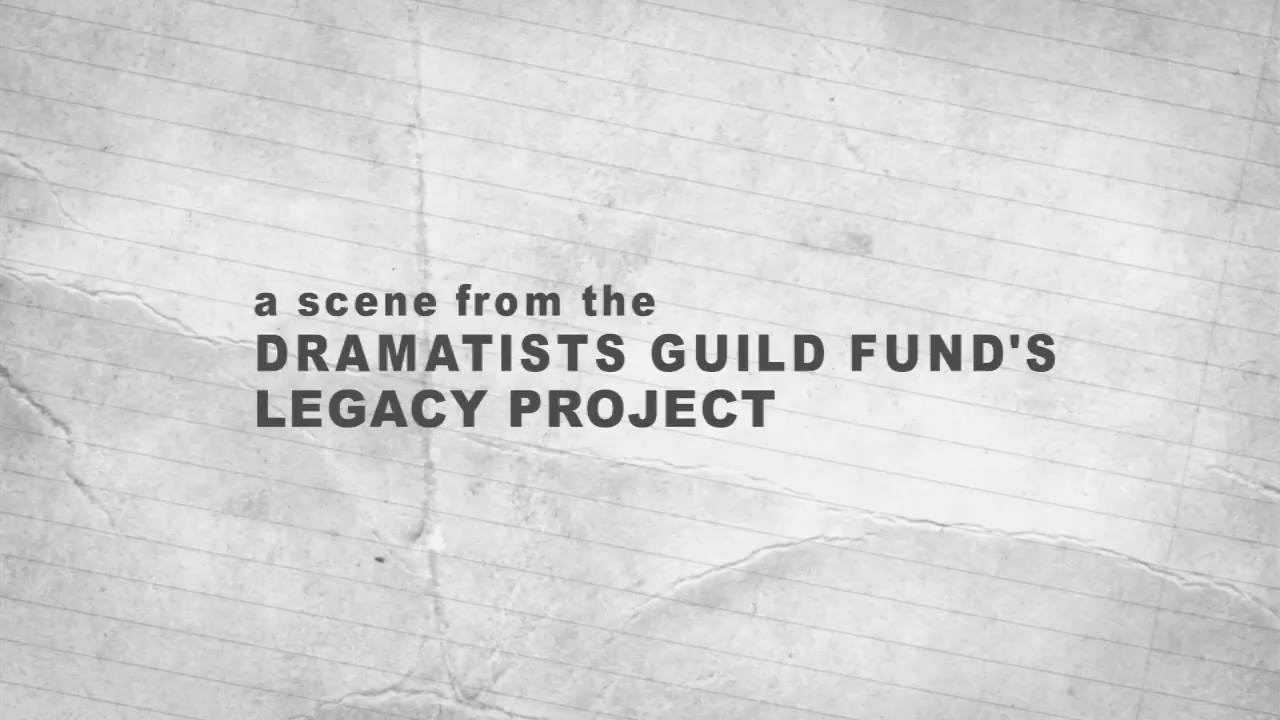 a scene from the
DRAMATISTS GUILD FUND'S
LEGACY PROJECT